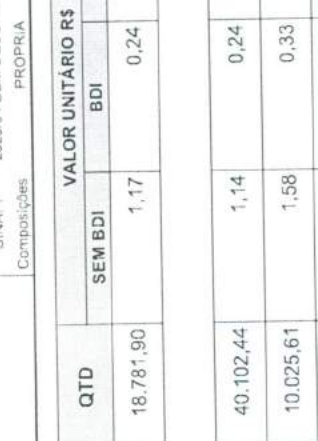 Composições PROPRIA
QTD VALOR UNITÁRIO R$
SEM BDI BDI
18.781,90 1,17 0,24
40.102,44 1,14 0,24
10.025,61 1,58 0,33